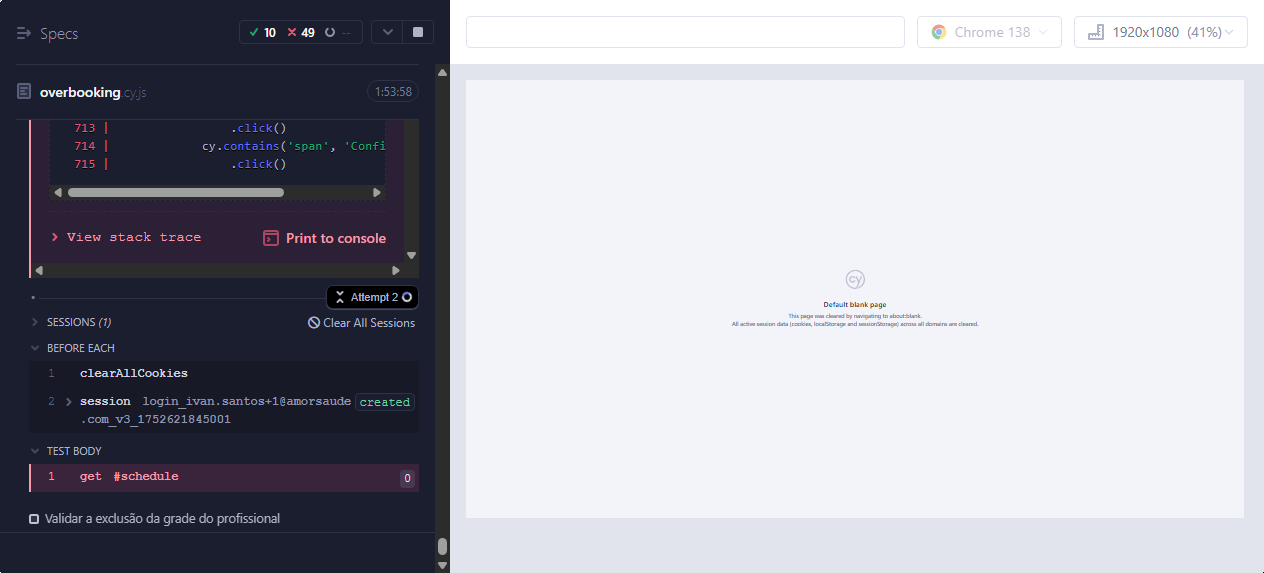 Specs
10 49 --
Chrome 138
1920x1080 (41%)
overbooking.cy.js
1:53:58
713 | .click()
714 | cy.contains('span', 'Confi
715 | .click()
View stack trace
Print to console
Attempt 2
SESSIONS (1)
Clear All Sessions
BEFORE EACH
1 clearAllCookies
2 session login_ivan.santos+1@amorsaude created
.com_v3_1752621845001
TEST BODY
1 get #schedule 0
Validar a exclusão da grade do profissional
cy
Default blank page
This page was cleared by navigating to about:blank.
All active session data (cookies, localStorage and sessionStorage) across all domains are cleared.